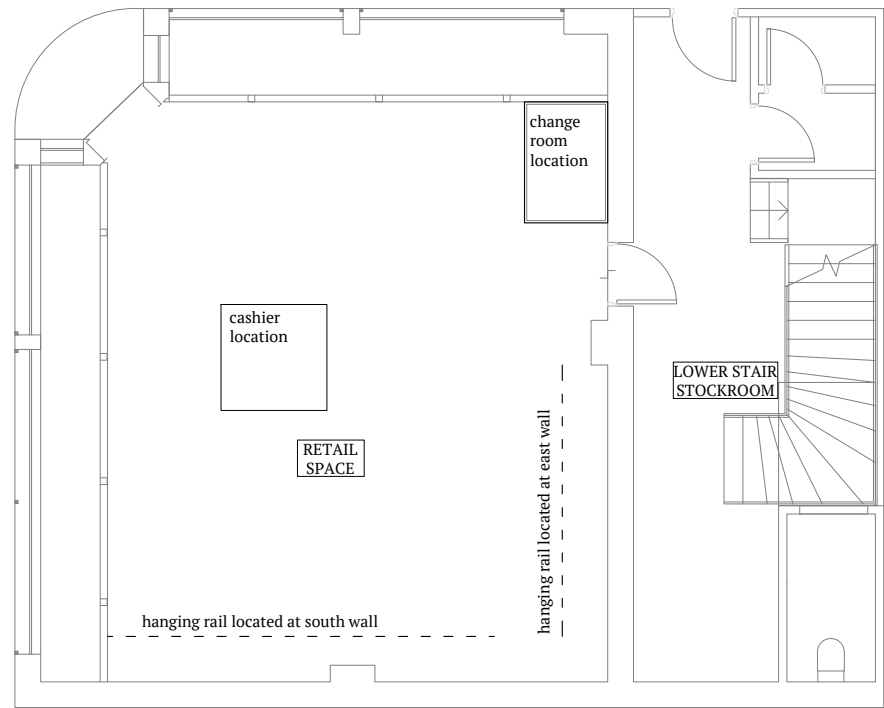 change
room
location
cashier
location
LOWER STAIR
STOCKROOM
RETAIL
SPACE
hanging rail located at east wall
hanging rail located at south wall